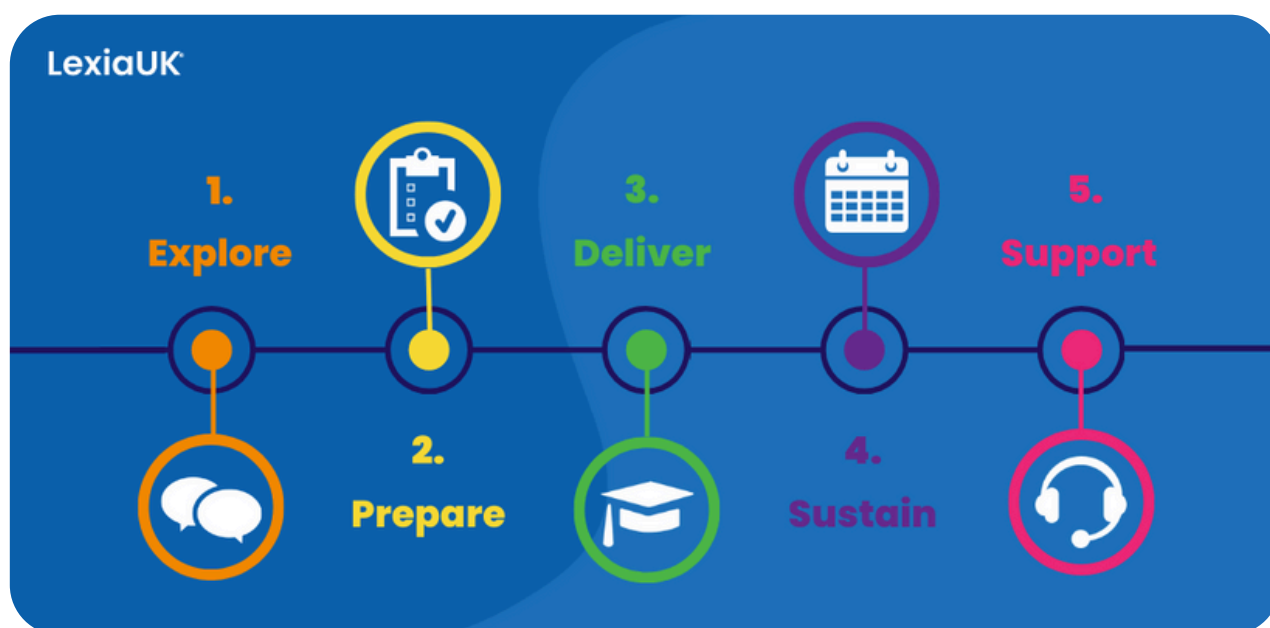 LexiaUK
1.
Explore
2.
Prepare
3.
Deliver
4.
Sustain
5.
Support